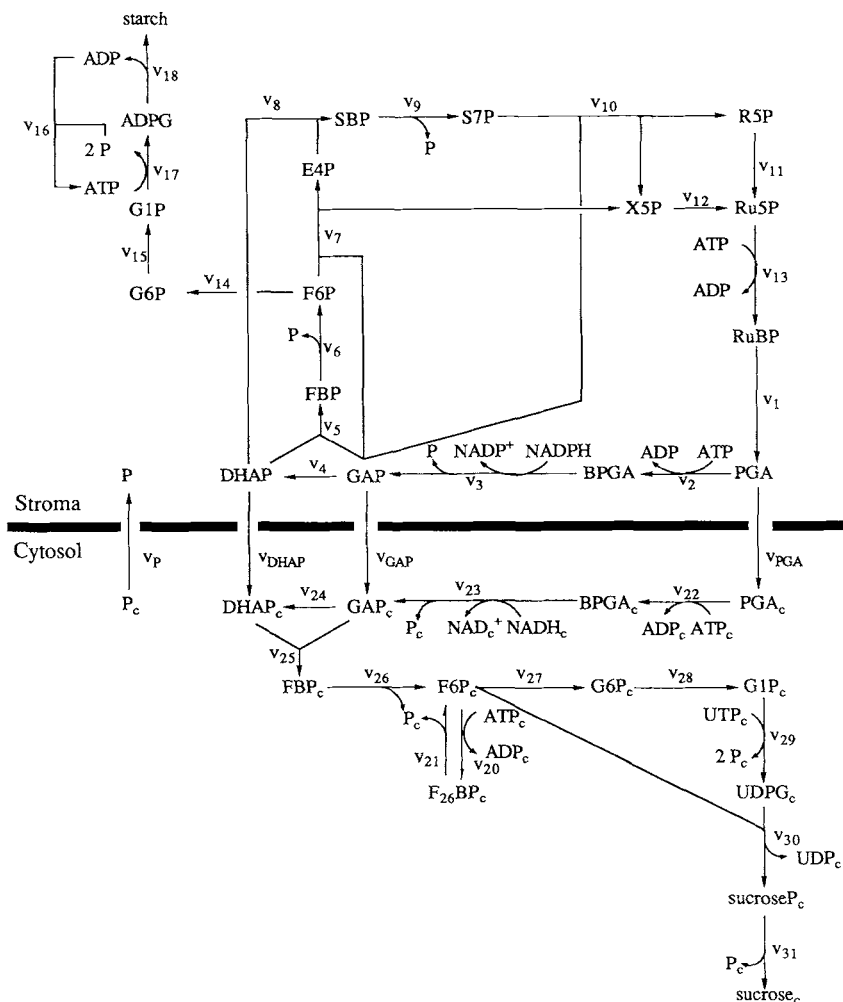 starch
ADP
v18
v16
ADPG
2 P
v17
ATP
G1P
v15
G6P
v14
F6P
v8
SBP
v9
S7P
v10
R5P
P
E4P
v11
X5P
v12
Ru5P
v7
ATP
v13
ADP
P
v6
RuBP
FBP
v5
v1
P
DHAP
v4
GAP
P
NADP+
NADPH
v3
BPGA
ADP
ATP
v2
PGA
Stroma
Cytosol
vP
vDHAP
vGAP
vPGA
Pc
DHAPc
v24
GAPc
v23
BPGAc
v22
PGAc
Pc
NADc+
NADHc
ADPc
ATPc
v25
FBPc
v26
F6Pc
v27
G6Pc
v28
G1Pc
Pc
ATPc
UTPc
v29
v21
ADPc
v20
2 Pc
F26BPc
UDPGc
v30
UDPc
sucrosePc
Pc
v31
sucrosec